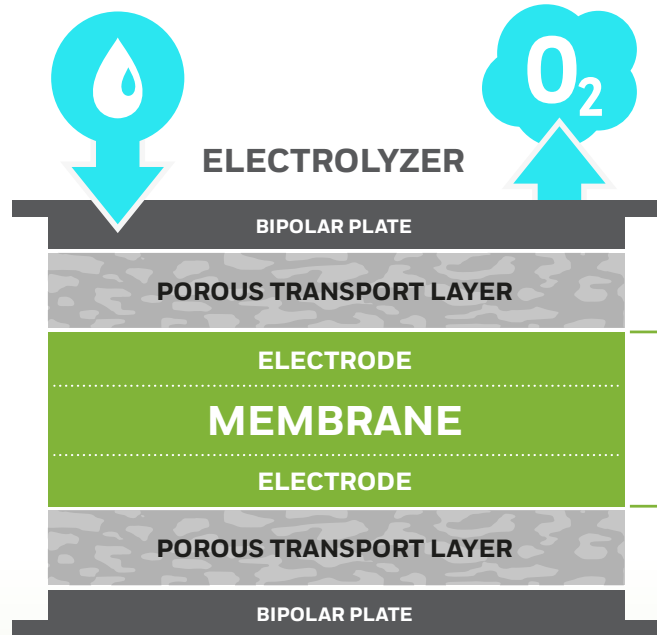 O₂
ELECTROLYZER
BIPOLAR PLATE
POROUS TRANSPORT LAYER
ELECTRODE
MEMBRANE
ELECTRODE
POROUS TRANSPORT LAYER
BIPOLAR PLATE